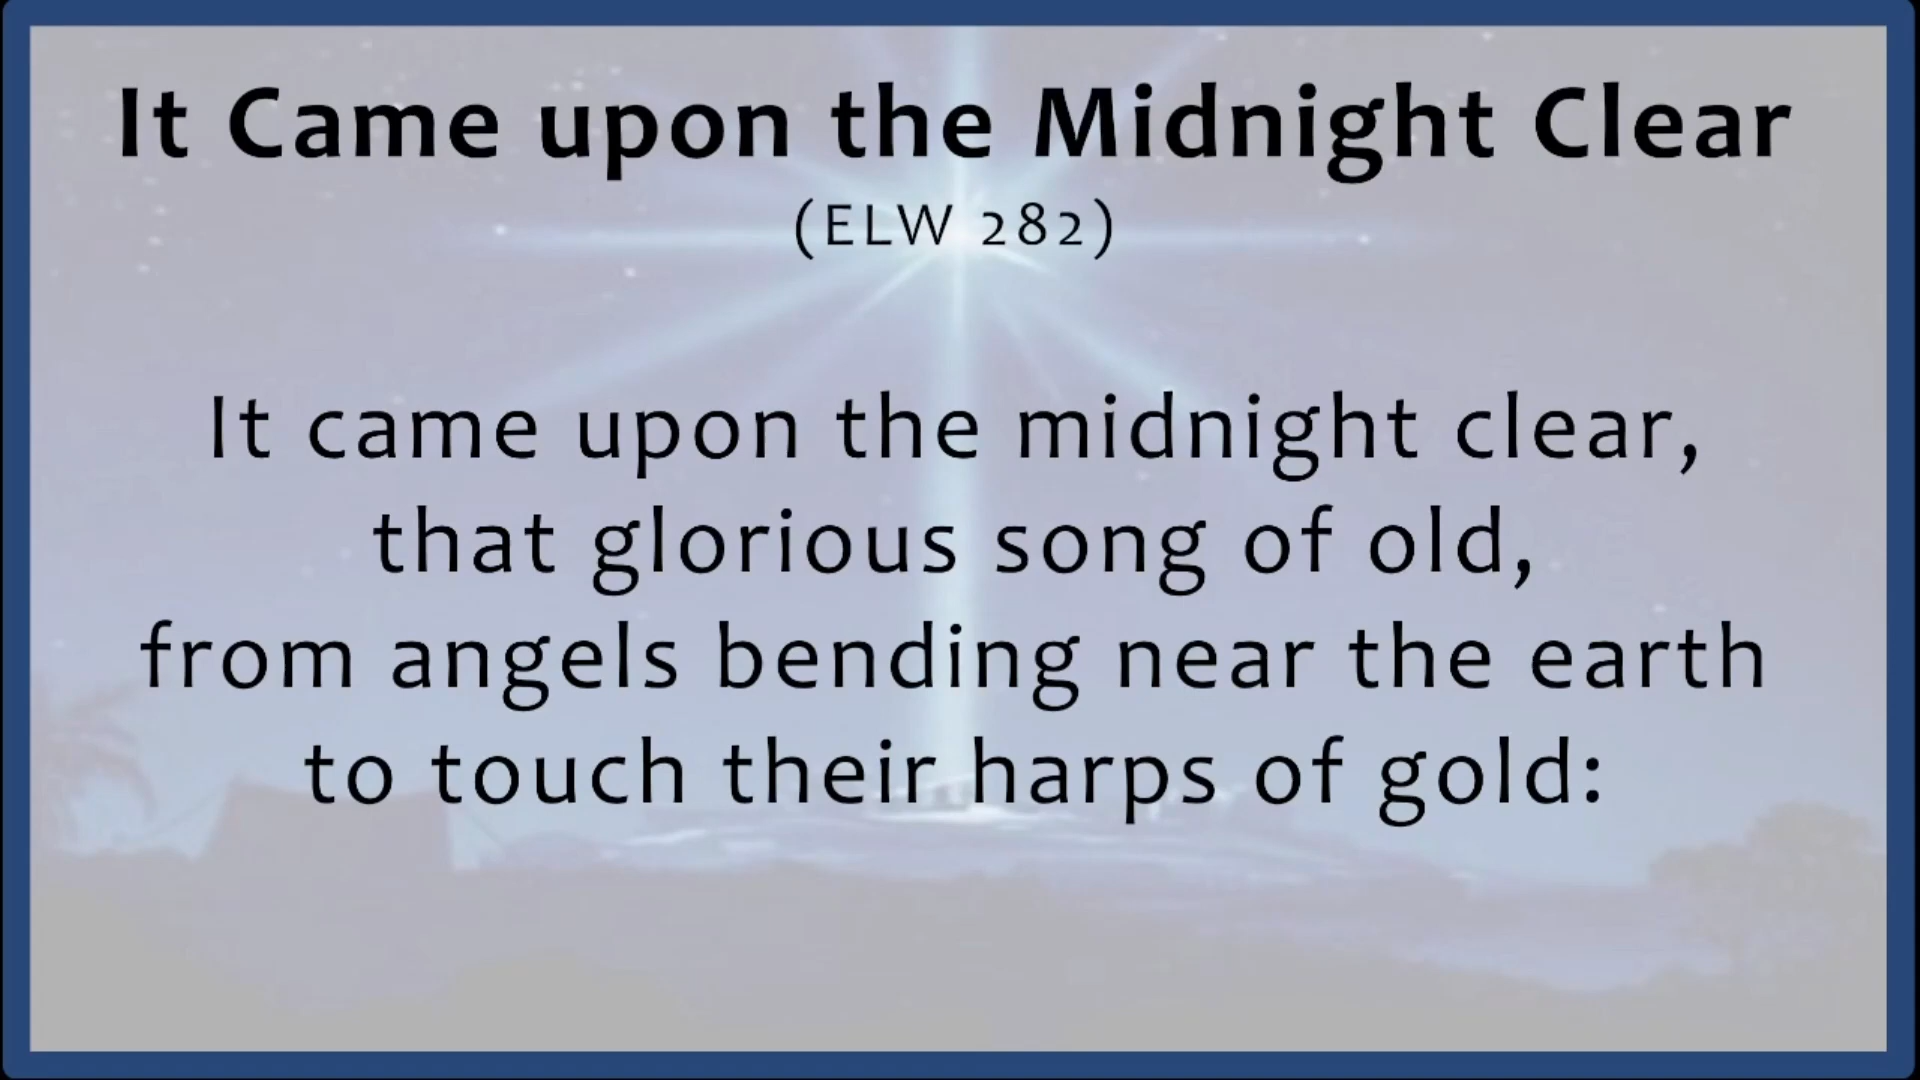 It Came upon the Midnight Clear
(ELW 282)
It came upon the midnight clear,
that glorious song of old,
from angels bending near the earth
to touch their harps of gold: